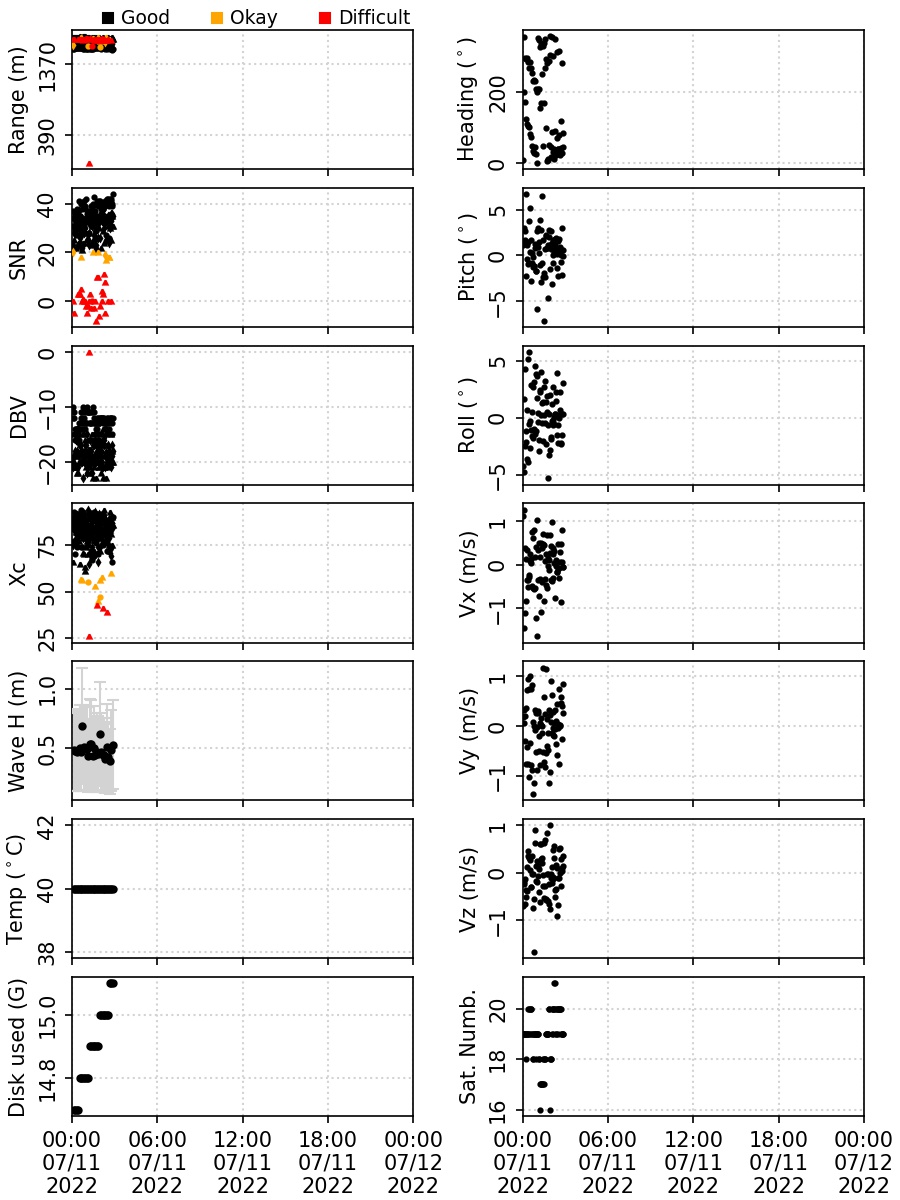 Good Okay Difficult
Range (m)
1370
390
Heading (°)
200
0
SNR
40
20
0
Pitch (°)
5
0
−5
DBV
0
−10
−20
Roll (°)
5
0
−5
Xc
75
50
25
Vx (m/s)
1
0
−1
Wave H (m)
1.0
0.5
Vy (m/s)
1
0
−1
Temp (°C)
42
40
38
Vz (m/s)
1
0
−1
Disk used (G)
15.0
14.8
Sat. Numb.
20
18
16
00:00 06:00 12:00 18:00 00:00
07/11 07/11 07/11 07/11 07/12
2022 2022 2022 2022 2022
00:00 06:00 12:00 18:00 00:00
07/11 07/11 07/11 07/11 07/12
2022 2022 2022 2022 2022